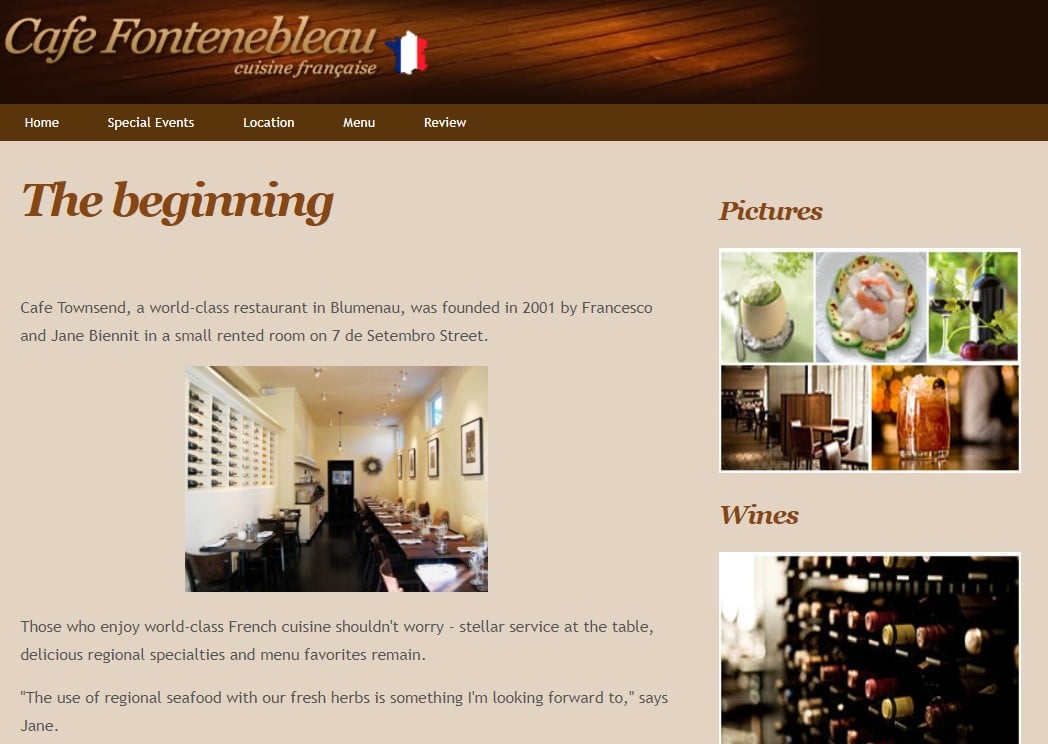 Cafe Fontenebleau
cuisine française
Home Special Events Location Menu Review
The beginning
Cafe Townsend, a world-class restaurant in Blumenau, was founded in 2001 by Francesco
and Jane Biennit in a small rented room on 7 de Setembro Street.
Those who enjoy world-class French cuisine shouldn't worry - stellar service at the table,
delicious regional specialties and menu favorites remain.
"The use of regional seafood with our fresh herbs is something I'm looking forward to," says
Jane.
Pictures
Wines